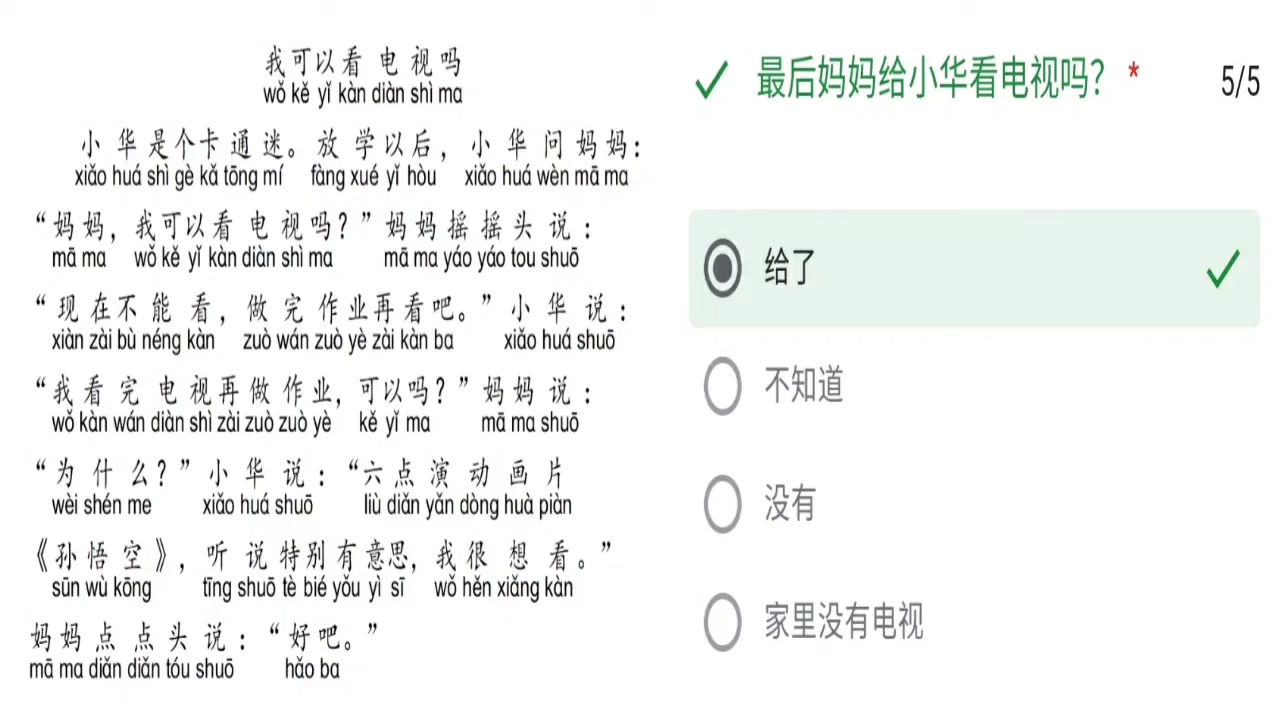 我可以看电视吗
wǒ kě yǐ kàn diàn shì ma
小华是个卡通迷。放学以后，小华问妈妈：
xiǎo huá shì gè kǎ tōng mí fàng xué yǐ hòu xiǎo huá wèn mā ma
“妈妈，我可以看电视吗？”妈妈摇摇头说：
mā ma wǒ kě yǐ kàn diàn shì ma mā ma yáo yáo tou shuō
“现在不能看，做完作业再看吧。”小华说：
xiàn zài bù néng kàn zuò wán zuò yè zài kàn ba xiǎo huá shuō
“我看完电视再做作业，可以吗？”妈妈说：
wǒ kàn wán diàn shì zài zuò zuò yè kě yǐ ma mā ma shuō
“为什么？”小华说：“六点演动画片
wèi shén me xiǎo huá shuō liù diǎn yǎn dòng huà piàn
《孙悟空》，听说特别有意思，我很想看。”
sūn wù kōng tīng shuō tè bié yǒu yì sī wǒ hěn xiǎng kàn
妈妈点点头说：“好吧。”
mā ma diǎn diǎn tóu shuō hǎo ba
最后妈妈给小华看电视吗？ * 5/5
给了
不知道
没有
家里没有电视